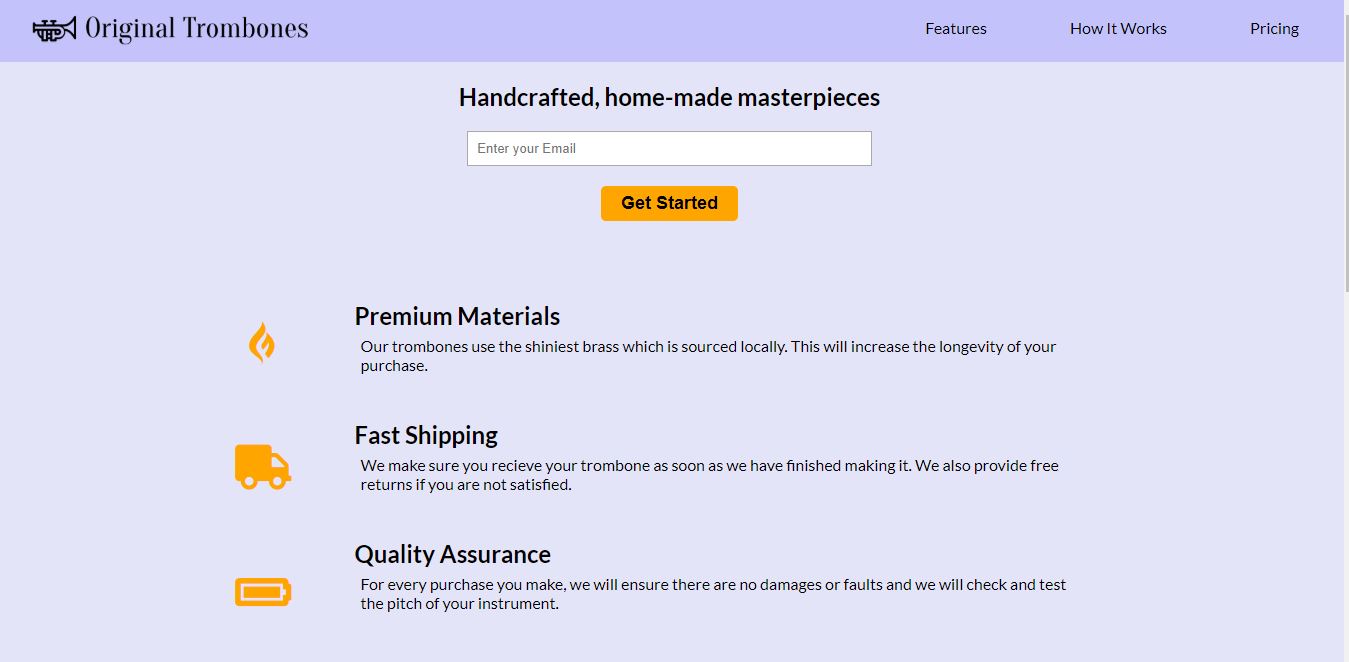 Original Trombones
Features
How It Works
Pricing
Handcrafted, home-made masterpieces
Enter your Email
Get Started
Premium Materials
Our trombones use the shiniest brass which is sourced locally. This will increase the longevity of your
purchase.
Fast Shipping
We make sure you recieve your trombone as soon as we have finished making it. We also provide free
returns if you are not satisfied.
Quality Assurance
For every purchase you make, we will ensure there are no damages or faults and we will check and test
the pitch of your instrument.